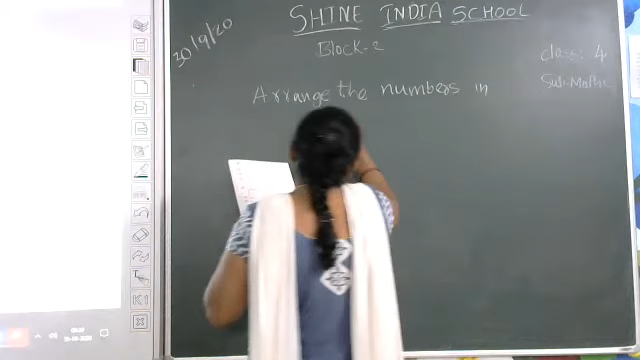 30/9/20
SHINE INDIA SCHOOL
Block-2
class: 4
Sub: Maths
Arrange the numbers in